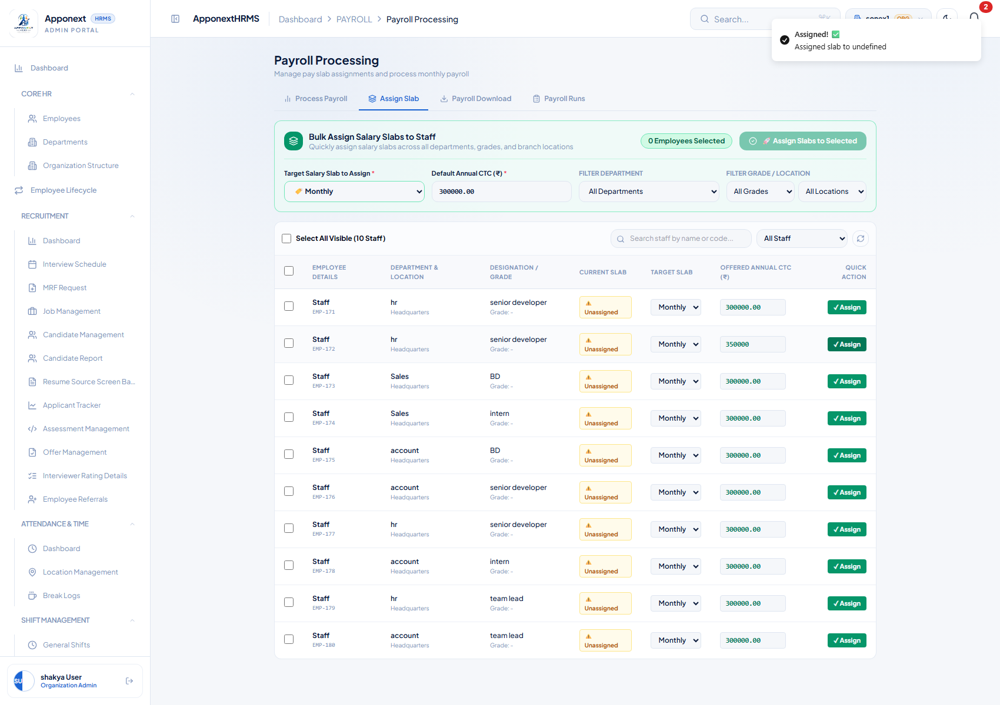 Apponext HRMS
ADMIN PORTAL
Dashboard
CORE HR
Employees
Departments
Organization Structure
Employee Lifecycle
RECRUITMENT
Dashboard
Interview Schedule
MRF Request
Job Management
Candidate Management
Candidate Report
Resume Source Screen Ba...
Applicant Tracker
Assessment Management
Offer Management
Interviewer Rating Details
Employee Referrals
ATTENDANCE & TIME
Dashboard
Location Management
Break Logs
SHIFT MANAGEMENT
General Shifts
SU
shakya User
Organization Admin
ApponextHRMS
Dashboard > PAYROLL > Payroll Processing
Search... ⌘K
2
Assigned! ✅
Assigned slab to undefined
Payroll Processing
Manage pay slab assignments and process monthly payroll
Process Payroll
Assign Slab
Payroll Download
Payroll Runs
Bulk Assign Salary Slabs to Staff
Quickly assign salary slabs across all departments, grades, and branch locations
0 Employees Selected
🚀 Assign Slabs to Selected
Target Salary Slab to Assign *
Default Annual CTC (₹) *
FILTER DEPARTMENT
FILTER GRADE / LOCATION
Monthly
300000.00
All Departments
All Grades
All Locations
Select All Visible (10 Staff)
Search staff by name or code...
All Staff
EMPLOYEE DETAILS
DEPARTMENT & LOCATION
DESIGNATION / GRADE
CURRENT SLAB
TARGET SLAB
OFFERED ANNUAL CTC (₹)
QUICK ACTION
Staff hr senior developer ⚠ Unassigned Monthly 300000.00 ✓ Assign
EMP-171 Headquarters Grade: -
Staff hr senior developer ⚠ Unassigned Monthly 350000 ✓ Assign
EMP-172 Headquarters Grade: -
Staff Sales BD ⚠ Unassigned Monthly 300000.00 ✓ Assign
EMP-173 Headquarters Grade: -
Staff Sales intern ⚠ Unassigned Monthly 300000.00 ✓ Assign
EMP-174 Headquarters Grade: -
Staff account BD ⚠ Unassigned Monthly 300000.00 ✓ Assign
EMP-175 Headquarters Grade: -
Staff account senior developer ⚠ Unassigned Monthly 300000.00 ✓ Assign
EMP-176 Headquarters Grade: -
Staff hr senior developer ⚠ Unassigned Monthly 300000.00 ✓ Assign
EMP-177 Headquarters Grade: -
Staff account intern ⚠ Unassigned Monthly 300000.00 ✓ Assign
EMP-178 Headquarters Grade: -
Staff hr team lead ⚠ Unassigned Monthly 300000.00 ✓ Assign
EMP-179 Headquarters Grade: -
Staff account team lead ⚠ Unassigned Monthly 300000.00 ✓ Assign
EMP-180 Headquarters Grade: -